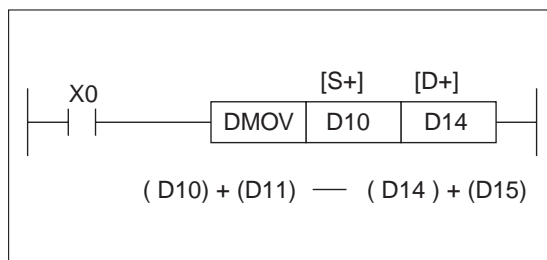 [S+] [D+]
X0
DMOV D10 D14
( D10) + (D11) — ( D14 ) + (D15)